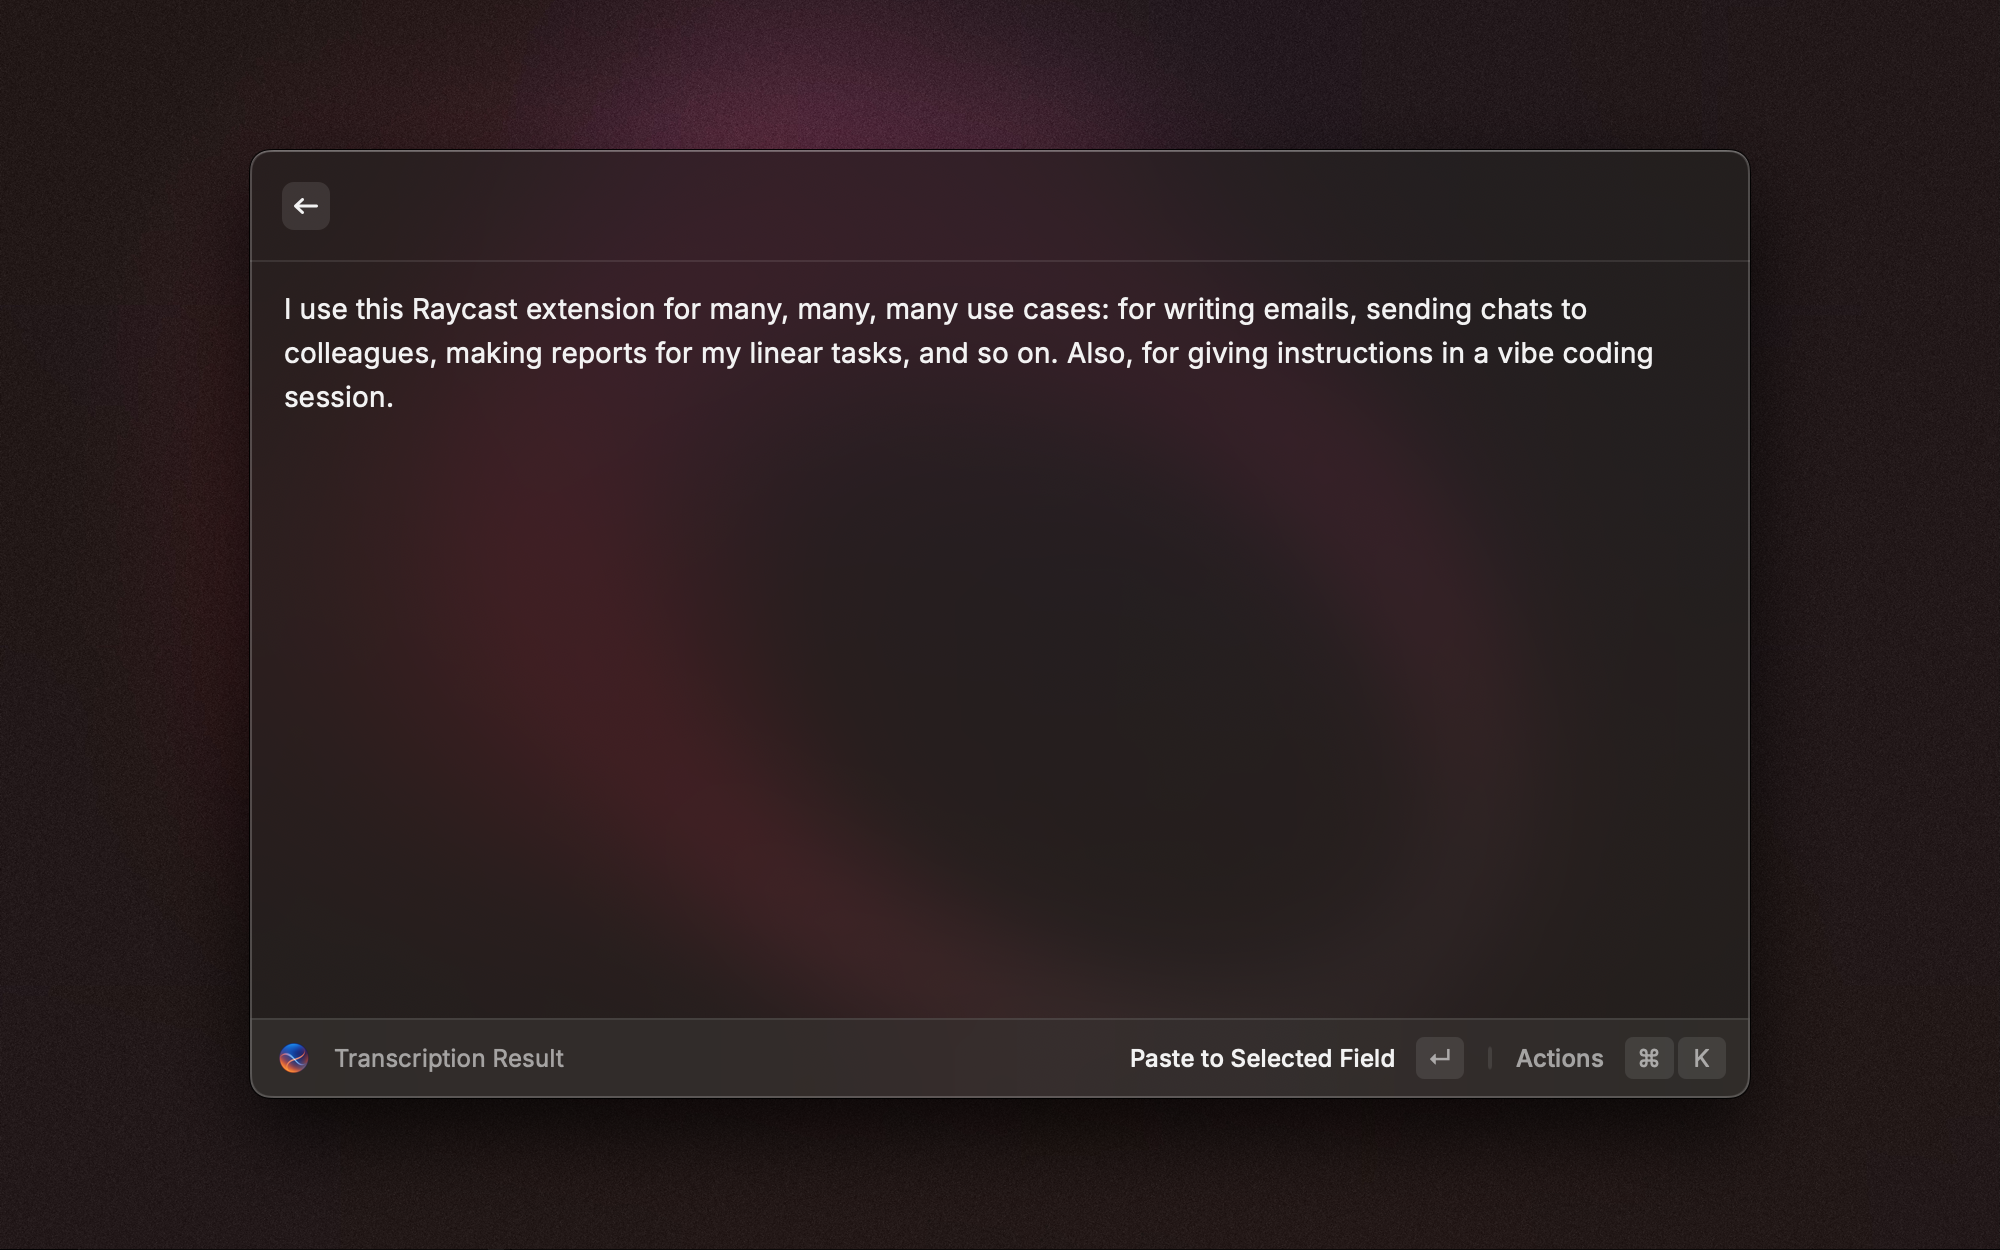 I use this Raycast extension for many, many, many use cases: for writing emails, sending chats to
colleagues, making reports for my linear tasks, and so on. Also, for giving instructions in a vibe coding
session.
Transcription Result
Paste to Selected Field ↵ Actions ⌘ K